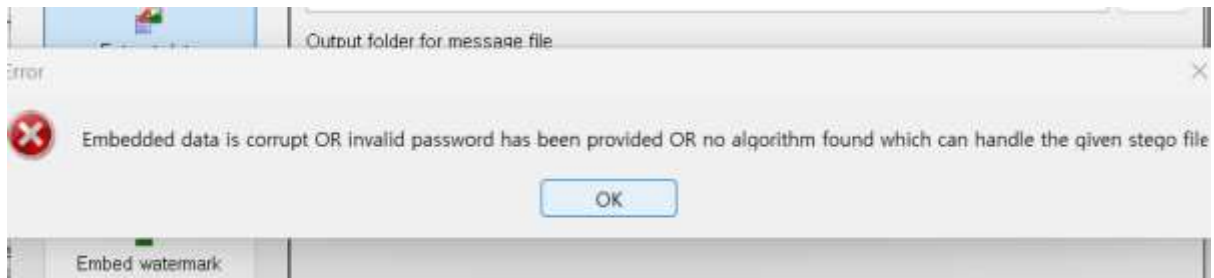 Output folder for message file
Error
Embedded data is corrupt OR invalid password has been provided OR no algorithm found which can handle the given stego file
OK
Embed watermark